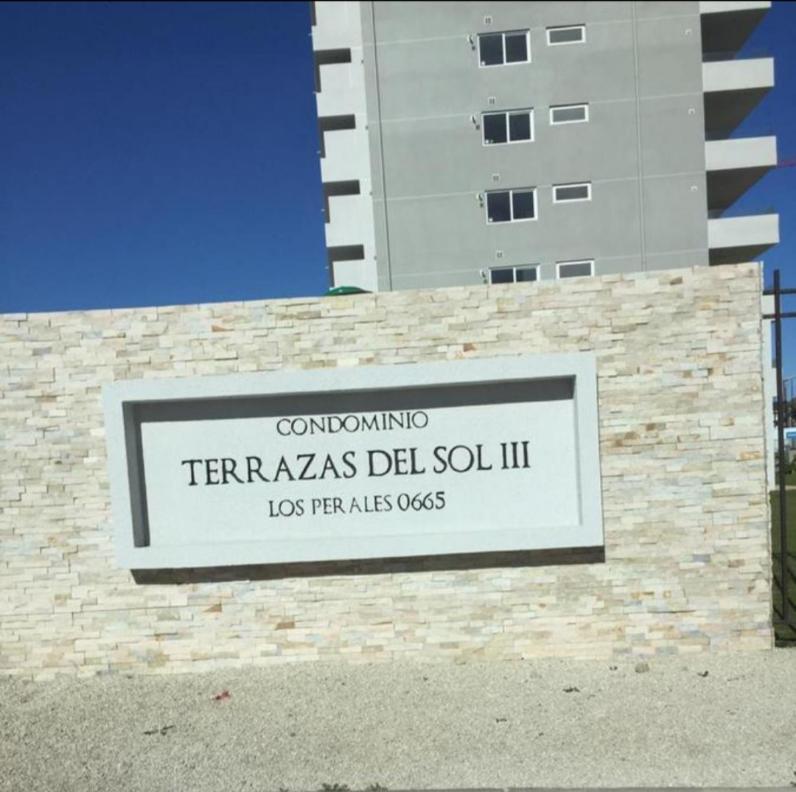 CONDOMINIO
TERRAZAS DEL SOL III
LOS PERALES 0665